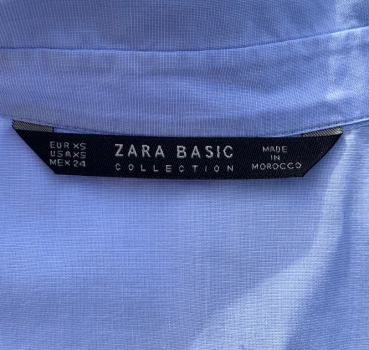 EUR XS
USA XS
MEX 24
ZARA BASIC
COLLECTION
MADE
IN
MOROCCO